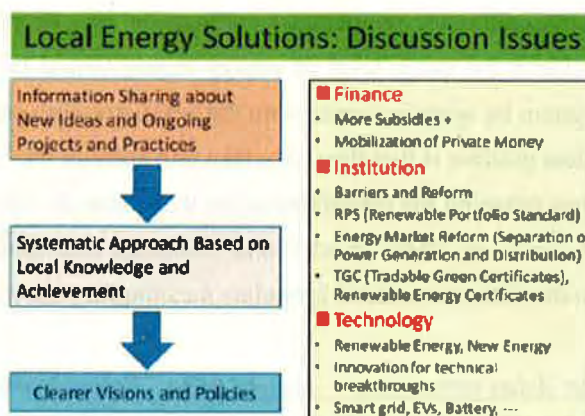 Local Energy Solutions: Discussion Issues
Information Sharing about
New Ideas and Ongoing
Projects and Practices
Systematic Approach Based on
Local Knowledge and
Achievement
Clearer Visions and Policies
■ Finance
• More Subsidies +
• Mobilization of Private Money
■ Institution
• Barriers and Reform
• RPS (Renewable Portfolio Standard)
• Energy Market Reform (Separation o
Power Generation and Distribution)
• TGC (Tradable Green Certificates),
Renewable Energy Certificates
■ Technology
• Renewable Energy, New Energy
• Innovation for technical
breakthroughs
• Smart grid, EVs, Battery, ---